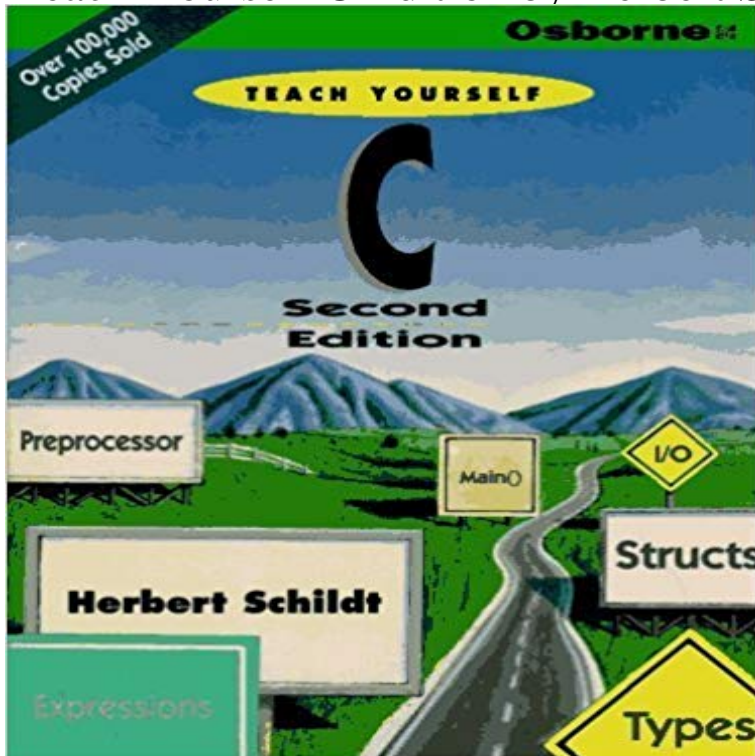 Osborne
Over 100,000
Copies Sold
TEACH YOURSELF
C
Second
Edition
Preprocessor
Main()
I/O
Structs
Herbert Schildt
Expressions
Types